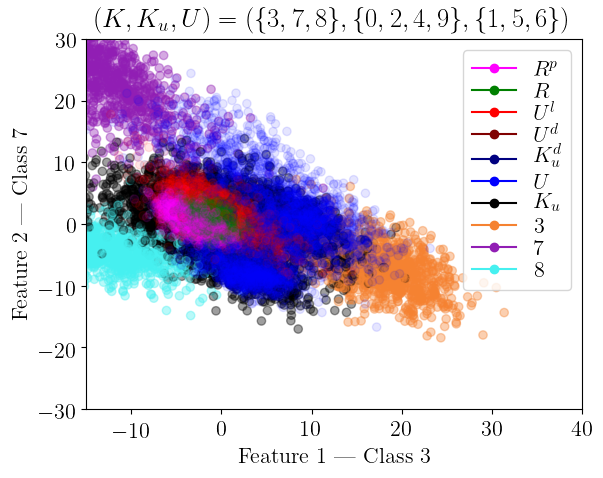 (K, K_u, U) = ({3, 7, 8}, {0, 2, 4, 9}, {1, 5, 6})
30
20
10
0
−10
−20
−30
Feature 2 — Class 7
R^p
R
U^l
U^d
K_u^d
U
K_u
3
7
8
−10
0
10
20
30
40
Feature 1 — Class 3